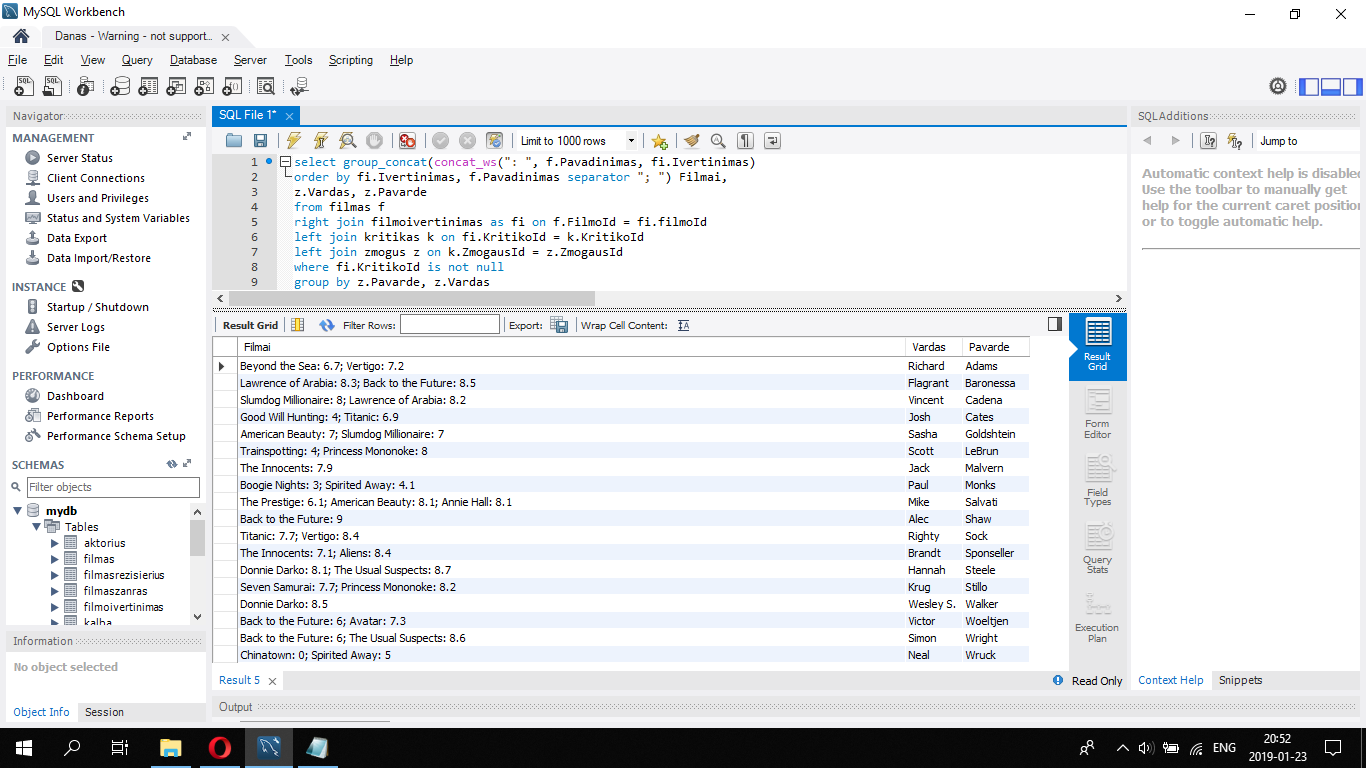 MySQL Workbench
Danas - Warning - not support...
File Edit View Query Database Server Tools Scripting Help
Navigator
MANAGEMENT
Server Status
Client Connections
Users and Privileges
Status and System Variables
Data Export
Data Import/Restore
INSTANCE
Startup / Shutdown
Server Logs
Options File
PERFORMANCE
Dashboard
Performance Reports
Performance Schema Setup
SCHEMAS
Filter objects
mydb
Tables
aktorius
filmas
filmasrezisierius
filmaszanras
filmoivertinimas
kalba
Information
No object selected
Object Info Session
SQL File 1*
Limit to 1000 rows
1 select group_concat(concat_ws(": ", f.Pavadinimas, fi.Ivertinimas)
2 order by fi.Ivertinimas, f.Pavadinimas separator "; ") Filmai,
3 z.Vardas, z.Pavarde
4 from filmas f
5 right join filmoivertinimas as fi on f.FilmoId = fi.filmoId
6 left join kritikas k on fi.KritikoId = k.KritikoId
7 left join zmogus z on k.ZmogausId = z.ZmogausId
8 where fi.KritikoId is not null
9 group by z.Pavarde, z.Vardas
Result Grid Filter Rows: Export: Wrap Cell Content:
Filmai Vardas Pavarde
Beyond the Sea: 6.7; Vertigo: 7.2 Richard Adams
Lawrence of Arabia: 8.3; Back to the Future: 8.5 Flagrant Baronessa
Slumdog Millionaire: 8; Lawrence of Arabia: 8.2 Vincent Cadena
Good Will Hunting: 4; Titanic: 6.9 Josh Cates
American Beauty: 7; Slumdog Millionaire: 7 Sasha Goldshtein
Trainspotting: 4; Princess Mononoke: 8 Scott LeBrun
The Innocents: 7.9 Jack Malvern
Boogie Nights: 3; Spirited Away: 4.1 Paul Monks
The Prestige: 6.1; American Beauty: 8.1; Annie Hall: 8.1 Mike Salvati
Back to the Future: 9 Alec Shaw
Titanic: 7.7; Vertigo: 8.4 Righty Sock
The Innocents: 7.1; Aliens: 8.4 Brandt Sponseller
Donnie Darko: 8.1; The Usual Suspects: 8.7 Hannah Steele
Seven Samurai: 7.7; Princess Mononoke: 8.2 Krug Stillo
Donnie Darko: 8.5 Wesley S. Walker
Back to the Future: 6; Avatar: 7.3 Victor Woeltjen
Back to the Future: 6; The Usual Suspects: 8.6 Simon Wright
Chinatown: 0; Spirited Away: 5 Neal Wruck
Result
Grid
Form
Editor
Field
Types
Query
Stats
Execution
Plan
Result 5
Read Only
Output
SQLAdditions
Jump to
Automatic context help is disabled
Use the toolbar to manually get
help for the current caret position
or to toggle automatic help.
Context Help Snippets
ENG
20:52
2019-01-23